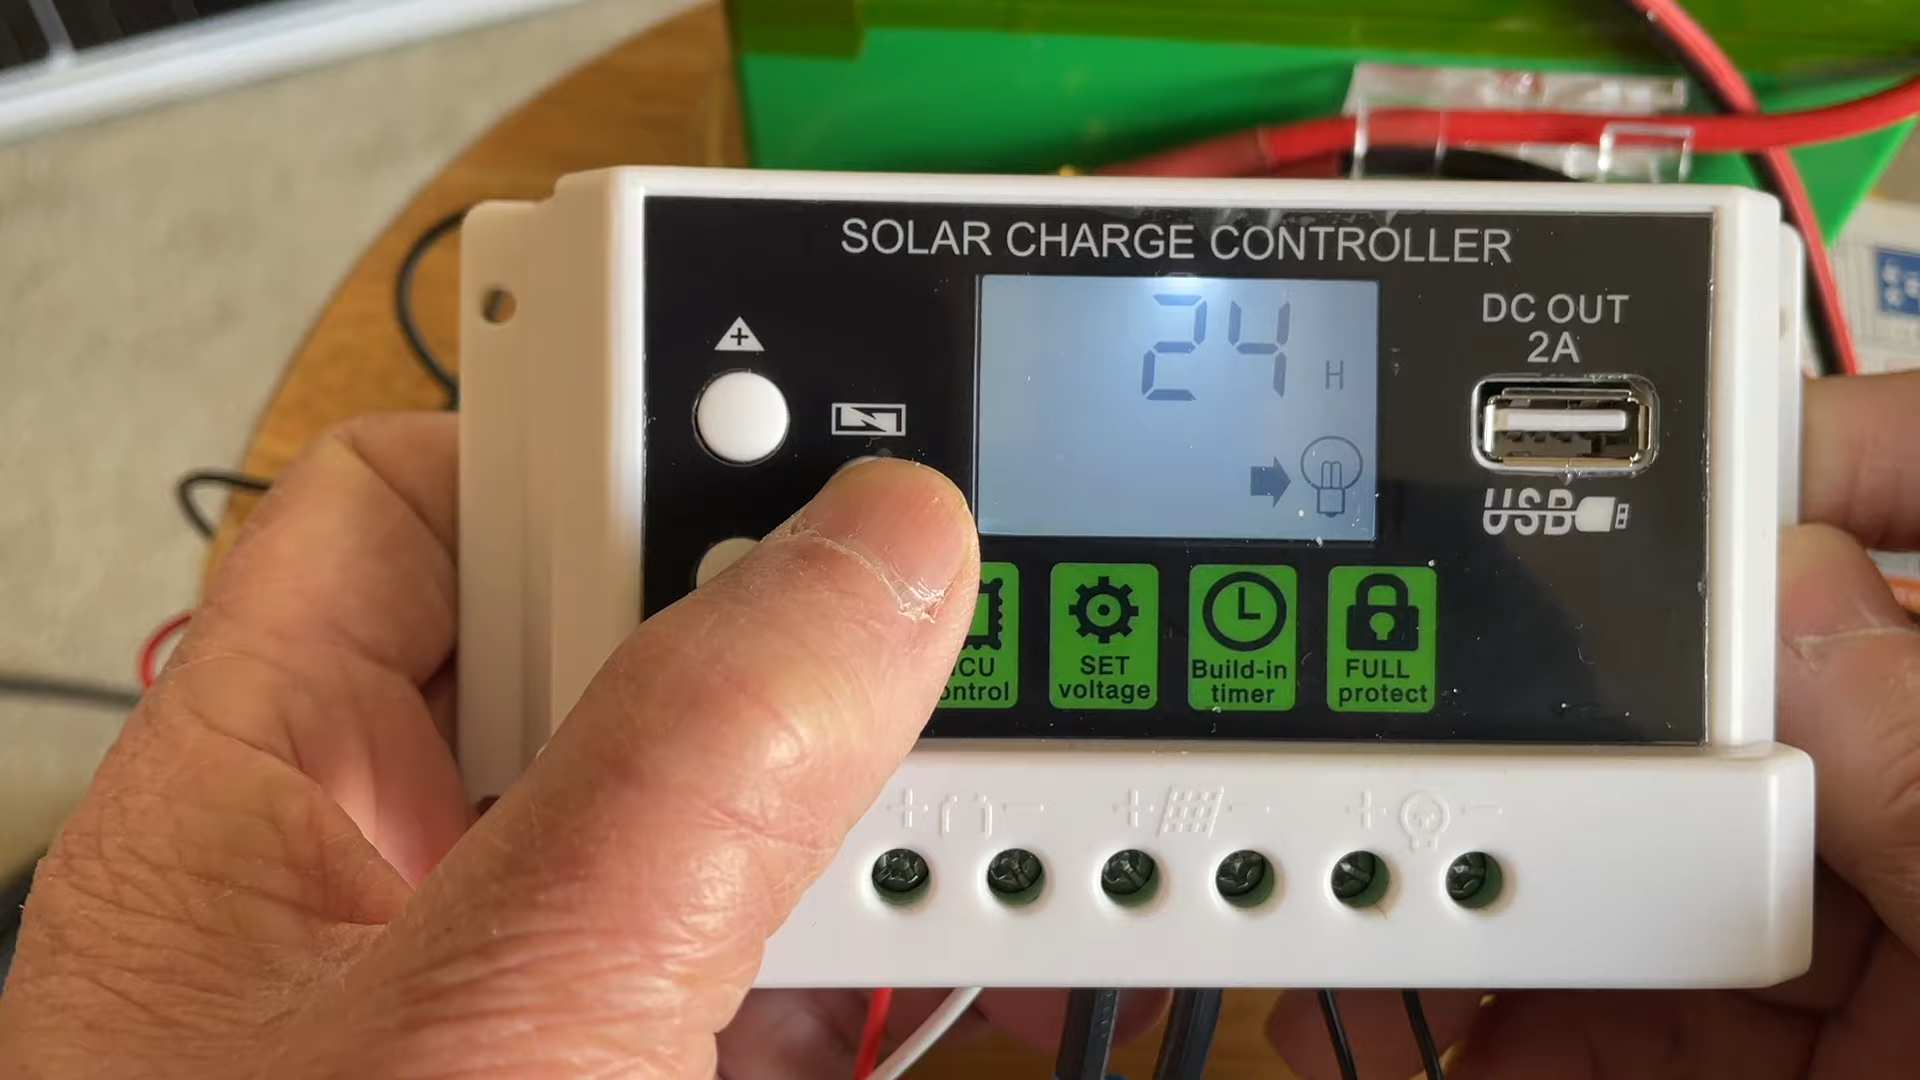 SOLAR CHARGE CONTROLLER
24 H
DC OUT
2A
USB
SET
voltage
Build-in
timer
FULL
protect